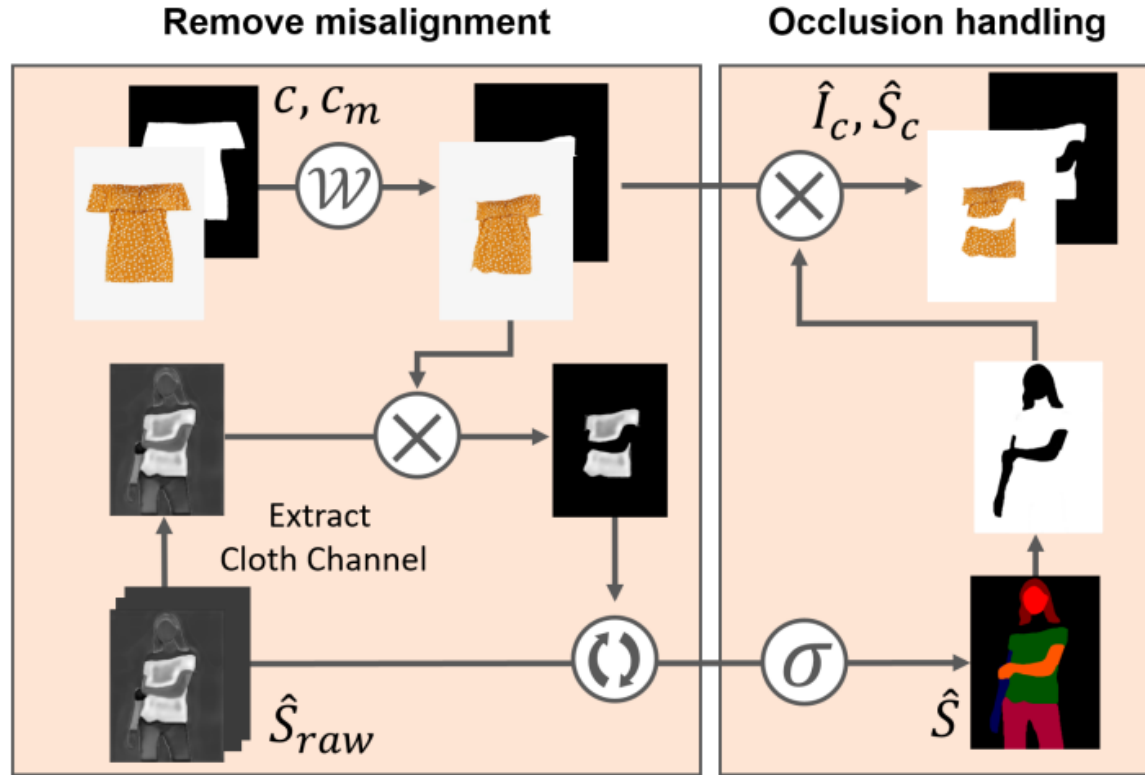 Remove misalignment
Occlusion handling
c, c_m
𝒲
Î_c, Ŝ_c
×
×
Extract
Cloth Channel
Ŝ_raw
σ
Ŝ